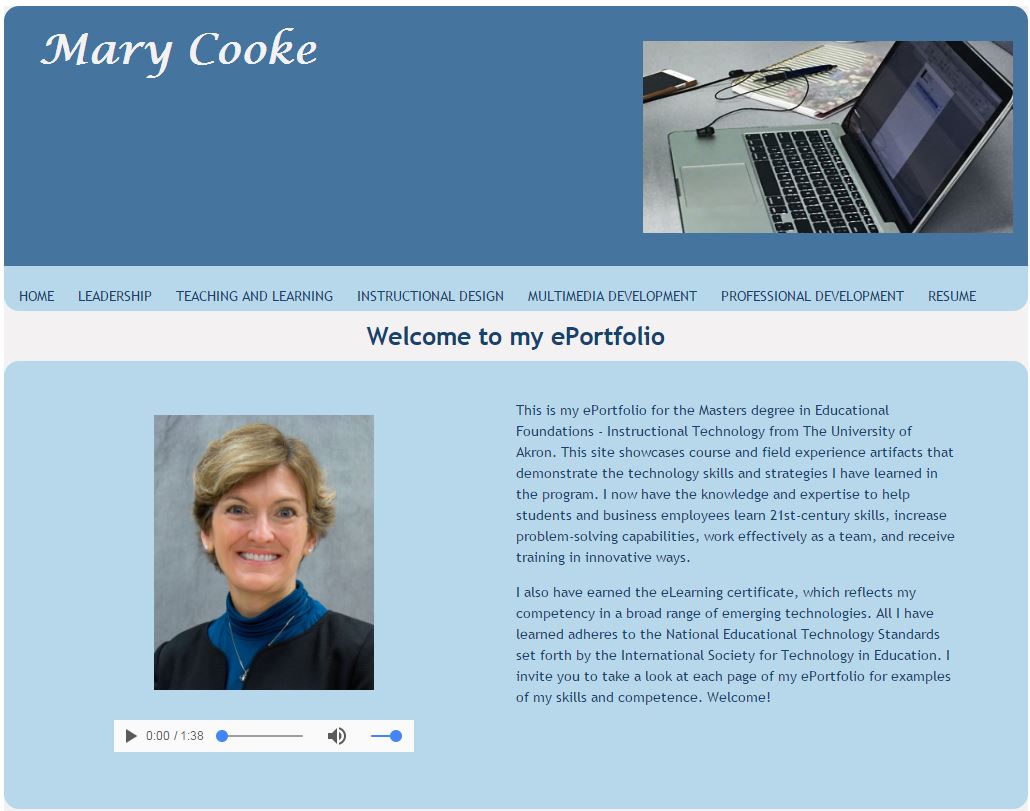 Mary Cooke
HOME LEADERSHIP TEACHING AND LEARNING INSTRUCTIONAL DESIGN MULTIMEDIA DEVELOPMENT PROFESSIONAL DEVELOPMENT RESUME
Welcome to my ePortfolio
This is my ePortfolio for the Masters degree in Educational
Foundations - Instructional Technology from The University of
Akron. This site showcases course and field experience artifacts that
demonstrate the technology skills and strategies I have learned in
the program. I now have the knowledge and expertise to help
students and business employees learn 21st-century skills, increase
problem-solving capabilities, work effectively as a team, and receive
training in innovative ways.
I also have earned the eLearning certificate, which reflects my
competency in a broad range of emerging technologies. All I have
learned adheres to the National Educational Technology Standards
set forth by the International Society for Technology in Education. I
invite you to take a look at each page of my ePortfolio for examples
of my skills and competence. Welcome!
0:00 / 1:38